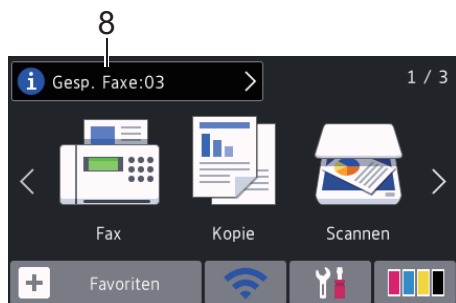 8
Gesp. Faxe:03
1 / 3
Fax
Kopie
Scannen
Favoriten